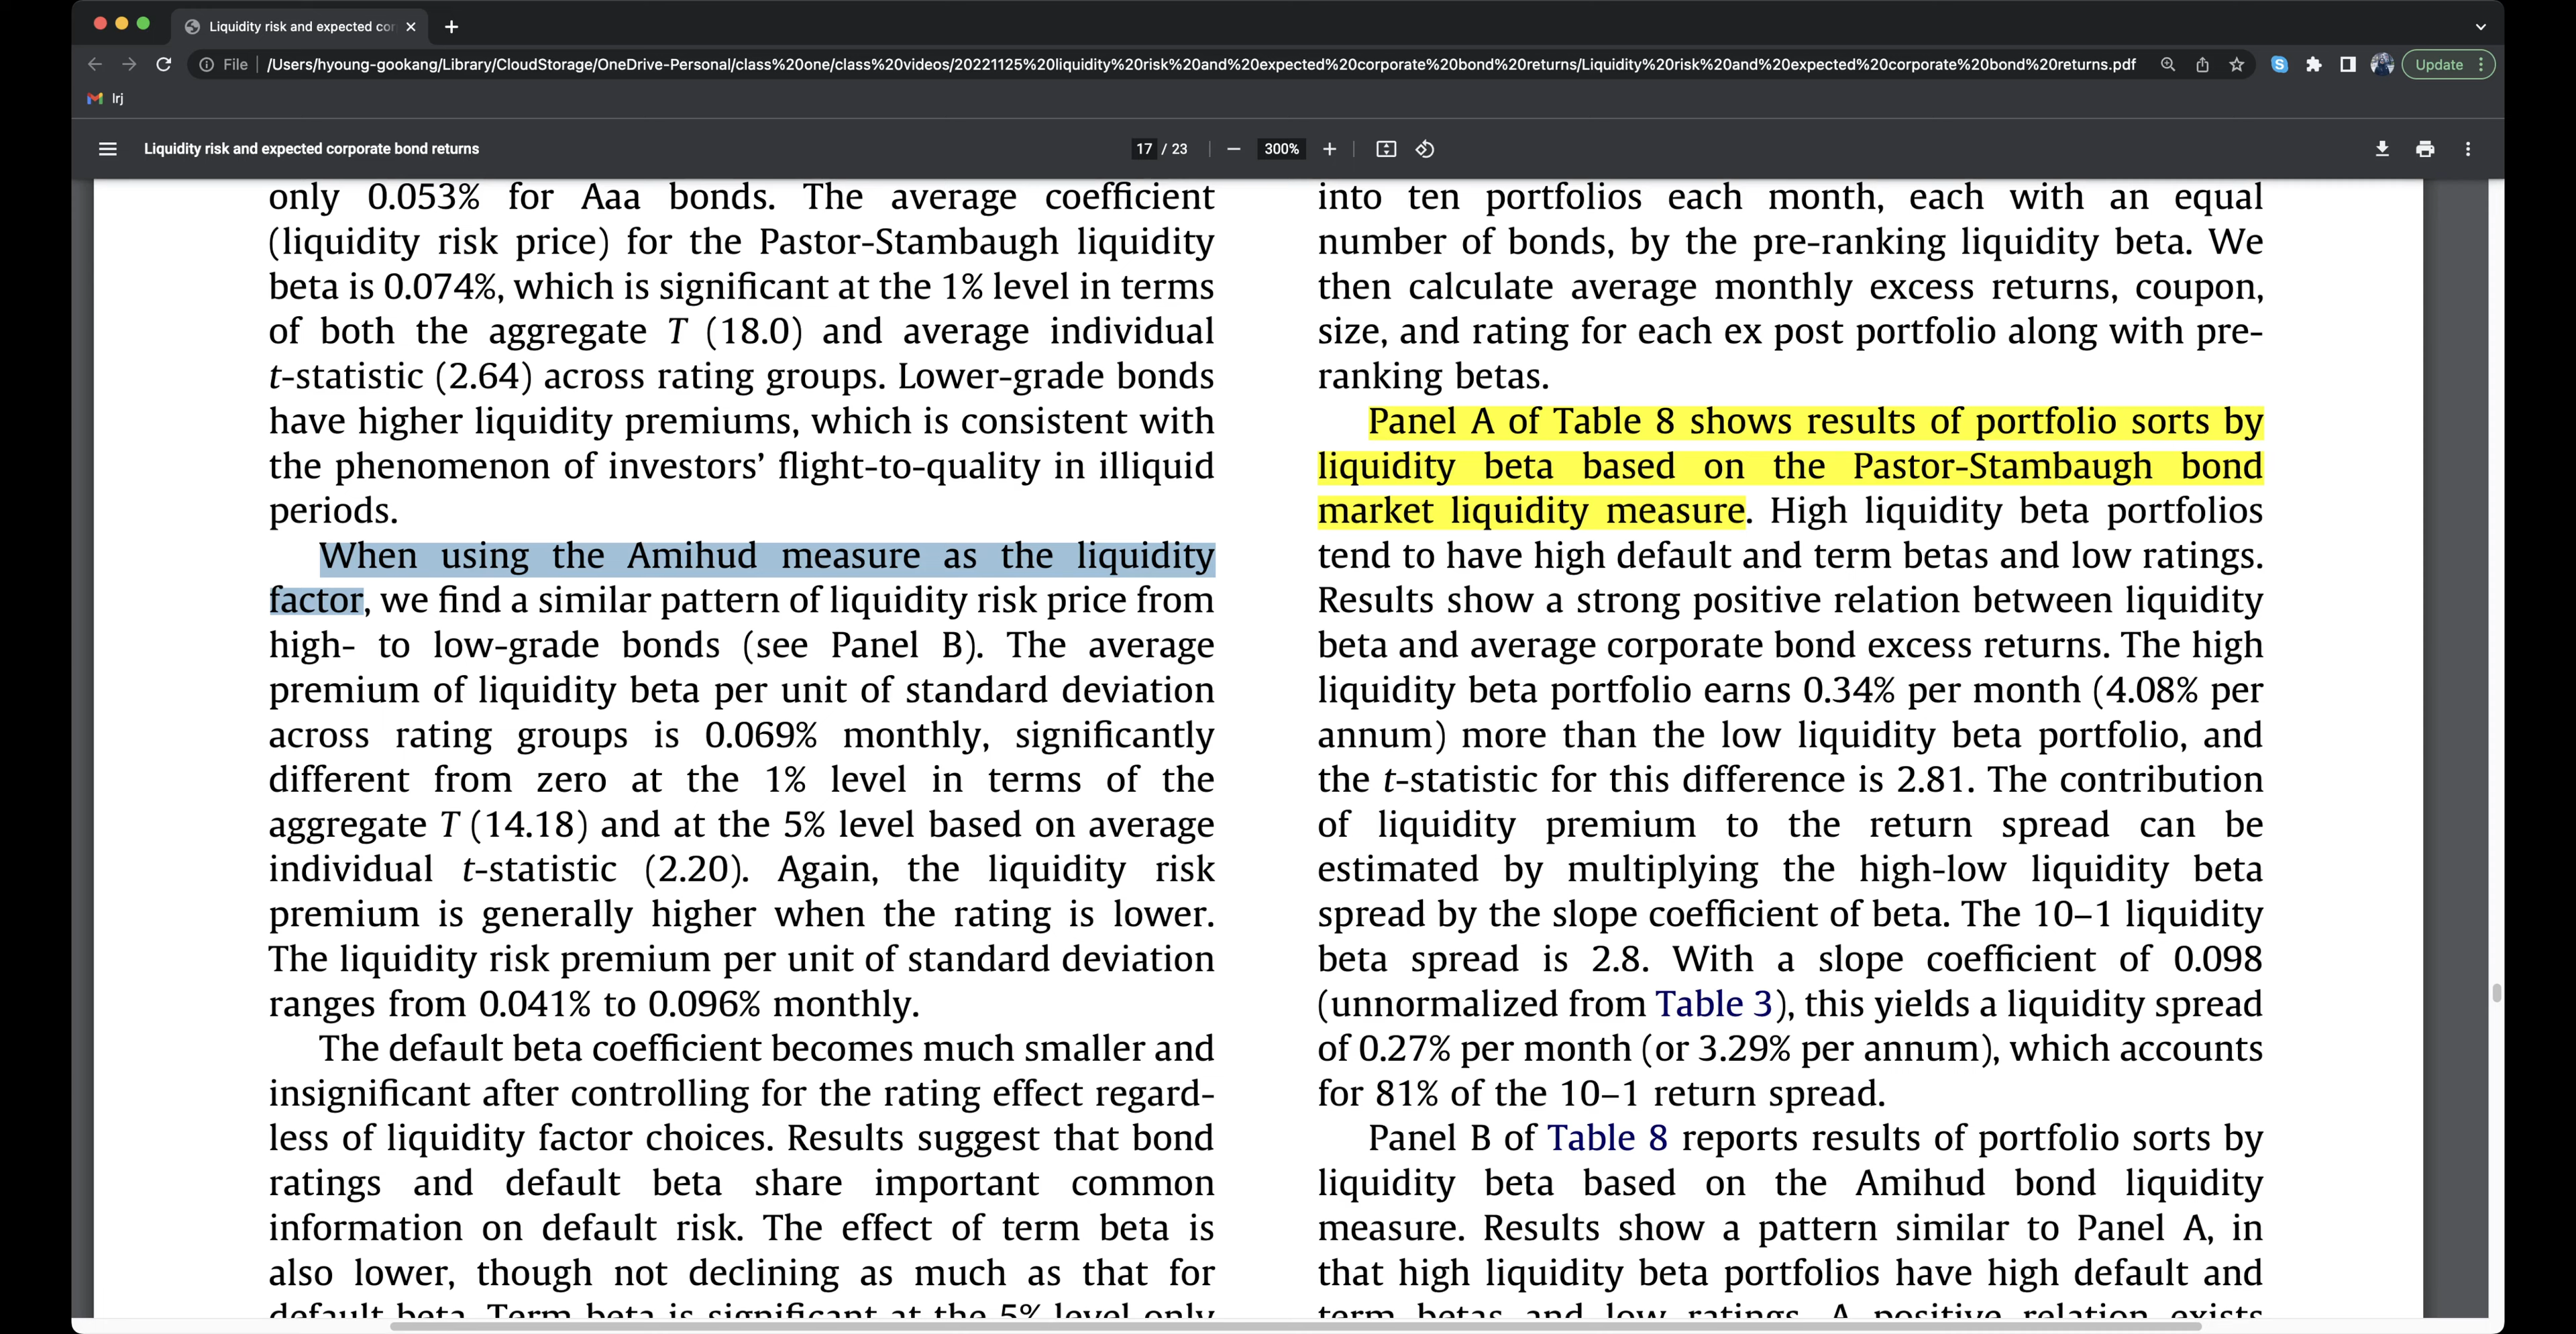 Liquidity risk and expected cor
File
/Users/hyoung-gookang/Library/CloudStorage/OneDrive-Personal/class%20one/class%20videos/20221125%20liquidity%20risk%20and%20expected%20corporate%20bond%20returns/Liquidity%20risk%20and%20expected%20corporate%20bond%20returns.pdf
Update
lrj
Liquidity risk and expected corporate bond returns
17 / 23
300%
only 0.053% for Aaa bonds. The average coefficient
(liquidity risk price) for the Pastor-Stambaugh liquidity
beta is 0.074%, which is significant at the 1% level in terms
of both the aggregate T (18.0) and average individual
t-statistic (2.64) across rating groups. Lower-grade bonds
have higher liquidity premiums, which is consistent with
the phenomenon of investors’ flight-to-quality in illiquid
periods.
When using the Amihud measure as the liquidity
factor, we find a similar pattern of liquidity risk price from
high- to low-grade bonds (see Panel B). The average
premium of liquidity beta per unit of standard deviation
across rating groups is 0.069% monthly, significantly
different from zero at the 1% level in terms of the
aggregate T (14.18) and at the 5% level based on average
individual t-statistic (2.20). Again, the liquidity risk
premium is generally higher when the rating is lower.
The liquidity risk premium per unit of standard deviation
ranges from 0.041% to 0.096% monthly.
The default beta coefficient becomes much smaller and
insignificant after controlling for the rating effect regard-
less of liquidity factor choices. Results suggest that bond
ratings and default beta share important common
information on default risk. The effect of term beta is
also lower, though not declining as much as that for
default beta. Term beta is significant at the 5% level only
into ten portfolios each month, each with an equal
number of bonds, by the pre-ranking liquidity beta. We
then calculate average monthly excess returns, coupon,
size, and rating for each ex post portfolio along with pre-
ranking betas.
Panel A of Table 8 shows results of portfolio sorts by
liquidity beta based on the Pastor-Stambaugh bond
market liquidity measure. High liquidity beta portfolios
tend to have high default and term betas and low ratings.
Results show a strong positive relation between liquidity
beta and average corporate bond excess returns. The high
liquidity beta portfolio earns 0.34% per month (4.08% per
annum) more than the low liquidity beta portfolio, and
the t-statistic for this difference is 2.81. The contribution
of liquidity premium to the return spread can be
estimated by multiplying the high-low liquidity beta
spread by the slope coefficient of beta. The 10–1 liquidity
beta spread is 2.8. With a slope coefficient of 0.098
(unnormalized from Table 3), this yields a liquidity spread
of 0.27% per month (or 3.29% per annum), which accounts
for 81% of the 10–1 return spread.
Panel B of Table 8 reports results of portfolio sorts by
liquidity beta based on the Amihud bond liquidity
measure. Results show a pattern similar to Panel A, in
that high liquidity beta portfolios have high default and
term betas and low ratings. A positive relation exists